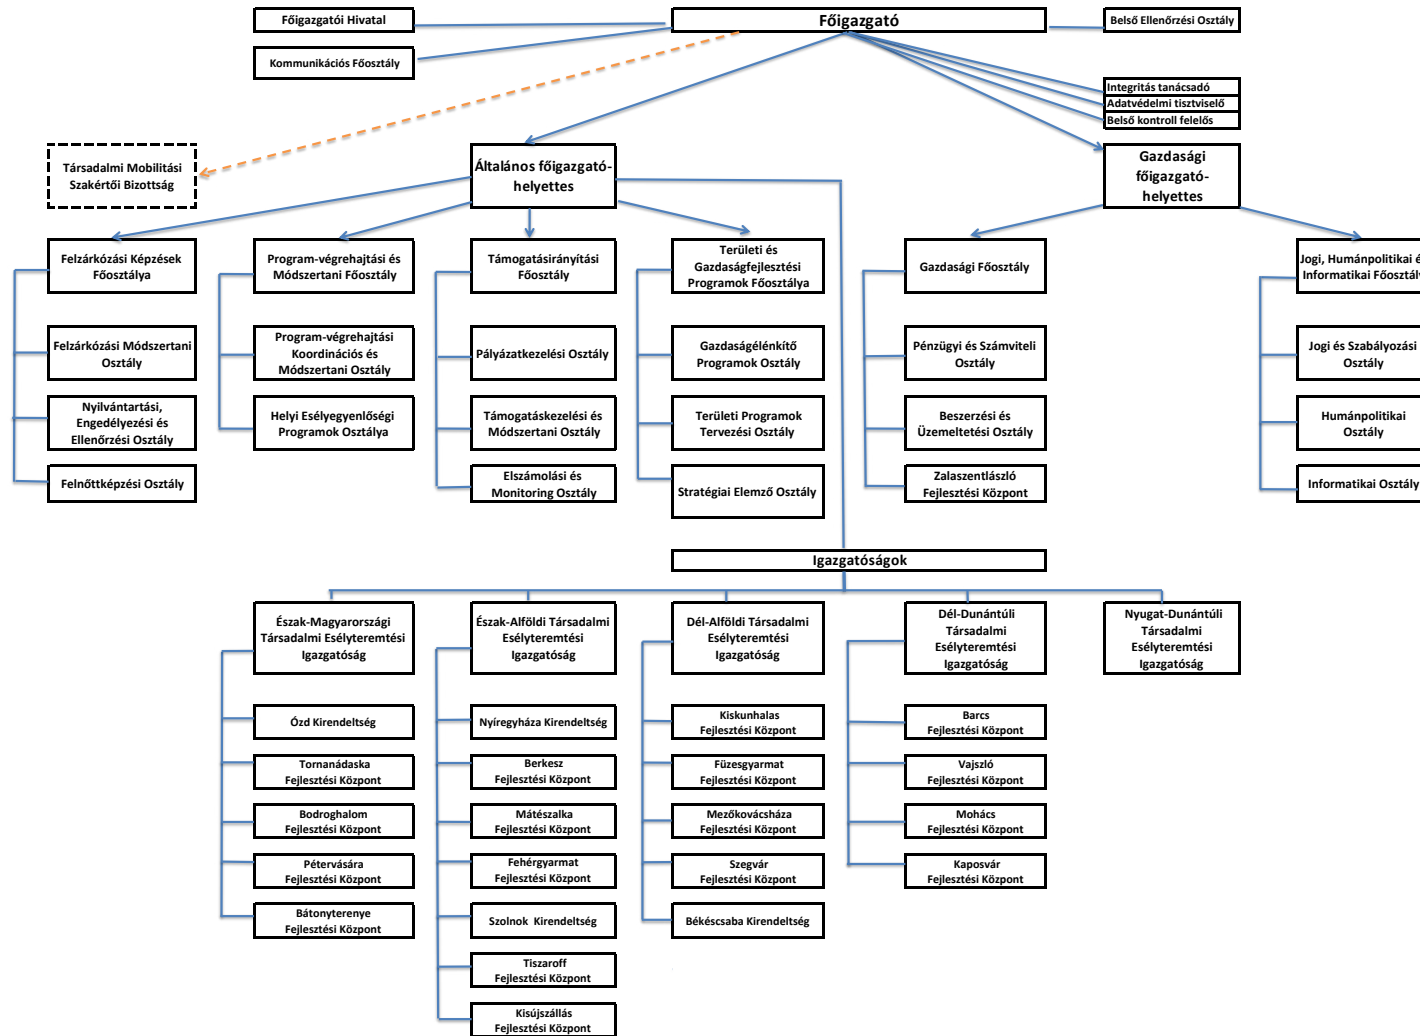 Főigazgatói Hivatal
Főigazgató
Belső Ellenőrzési Osztály
Kommunikációs Főosztály
Integritás tanácsadó
Adatvédelmi tisztviselő
Belső kontroll felelős
Társadalmi Mobilitási
Szakértői Bizottság
Általános főigazgató-
helyettes
Gazdasági
főigazgató-
helyettes
Felzárkózási Képzések
Főosztálya
Program-végrehajtási és
Módszertani Főosztály
Támogatásirányítási
Főosztály
Területi és
Gazdaságfejlesztési
Programok Főosztálya
Gazdasági Főosztály
Jogi, Humánpolitikai é
Informatikai Főosztály
Felzárkózási Módszertani
Osztály
Program-végrehajtási
Koordinációs és
Módszertani Osztály
Pályázatkezelési Osztály
Gazdaságélénkítő
Programok Osztály
Pénzügyi és Számviteli
Osztály
Jogi és Szabályozási
Osztály
Nyilvántartási,
Engedélyezési és
Ellenőrzési Osztály
Helyi Esélyegyenlőségi
Programok Osztálya
Támogatáskezelési és
Módszertani Osztály
Területi Programok
Tervezési Osztály
Beszerzési és
Üzemeltetési Osztály
Humánpolitikai
Osztály
Felnőttképzési Osztály
Elszámolási és
Monitoring Osztály
Stratégiai Elemző Osztály
Zalaszentlászló
Fejlesztési Központ
Informatikai Osztály
Igazgatóságok
Észak-Magyarországi
Társadalmi Esélyteremtési
Igazgatóság
Észak-Alföldi Társadalmi
Esélyteremtési
Igazgatóság
Dél-Alföldi Társadalmi
Esélyteremtési
Igazgatóság
Dél-Dunántúli
Társadalmi
Esélyteremtési
Igazgatóság
Nyugat-Dunántúli
Társadalmi
Esélyteremtési
Igazgatóság
Ózd Kirendeltség
Nyíregyháza Kirendeltség
Kiskunhalas
Fejlesztési Központ
Barcs
Fejlesztési Központ
Tornanádaska
Fejlesztési Központ
Berkesz
Fejlesztési Központ
Füzesgyarmat
Fejlesztési Központ
Vajszló
Fejlesztési Központ
Bodroghalom
Fejlesztési Központ
Mátészalka
Fejlesztési Központ
Mezőkovácsháza
Fejlesztési Központ
Mohács
Fejlesztési Központ
Pétervására
Fejlesztési Központ
Fehérgyarmat
Fejlesztési Központ
Szegvár
Fejlesztési Központ
Kaposvár
Fejlesztési Központ
Bátonyterenye
Fejlesztési Központ
Szolnok Kirendeltség
Békéscsaba Kirendeltség
Tiszaroff
Fejlesztési Központ
Kisújszállás
Fejlesztési Központ